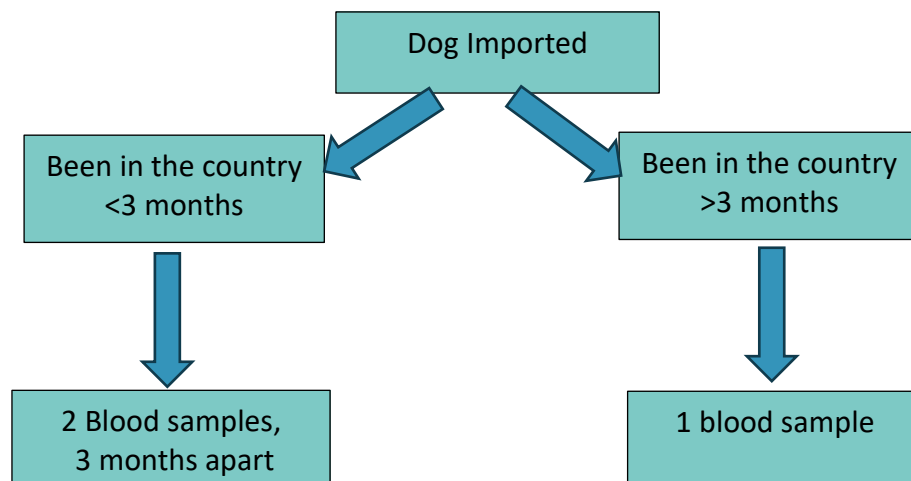 Dog Imported
Been in the country
<3 months
Been in the country
>3 months
2 Blood samples,
3 months apart
1 blood sample